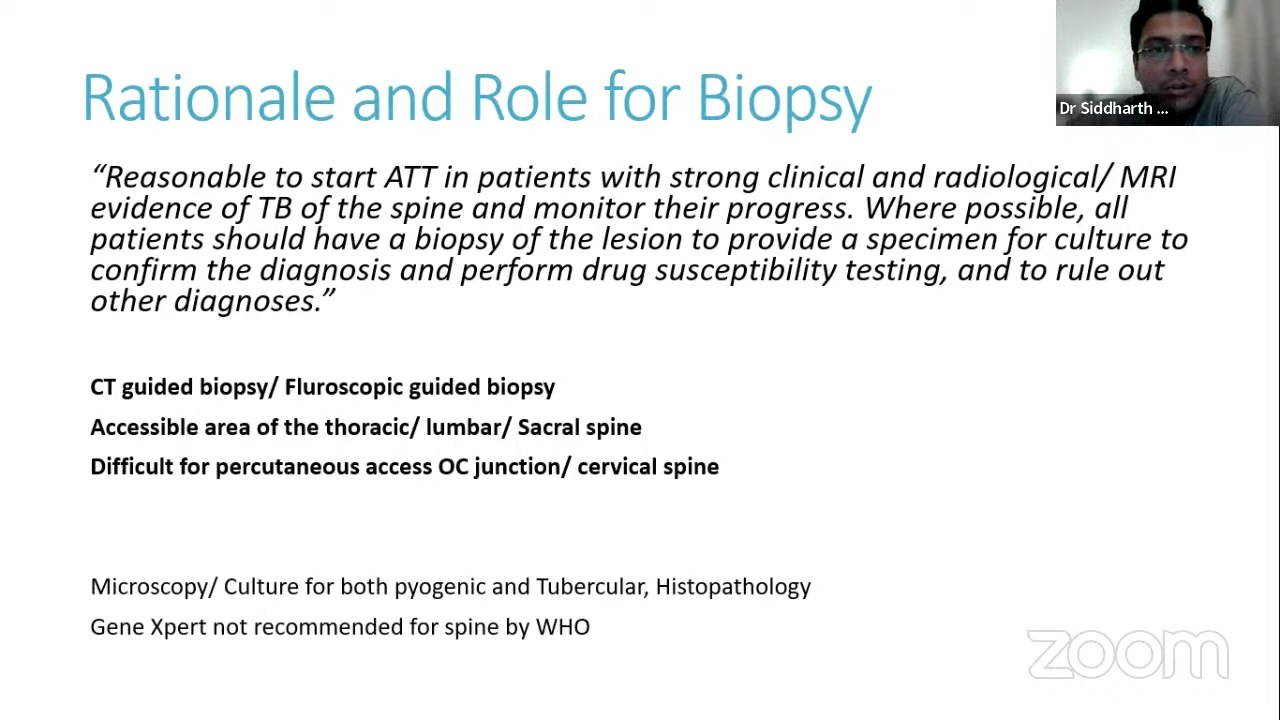 Rationale and Role for Biopsy
Dr Siddharth ...
“Reasonable to start ATT in patients with strong clinical and radiological/ MRI
evidence of TB of the spine and monitor their progress. Where possible, all
patients should have a biopsy of the lesion to provide a specimen for culture to
confirm the diagnosis and perform drug susceptibility testing, and to rule out
other diagnoses.”
CT guided biopsy/ Fluroscopic guided biopsy
Accessible area of the thoracic/ lumbar/ Sacral spine
Difficult for percutaneous access OC junction/ cervical spine
Microscopy/ Culture for both pyogenic and Tubercular, Histopathology
Gene Xpert not recommended for spine by WHO
zoom